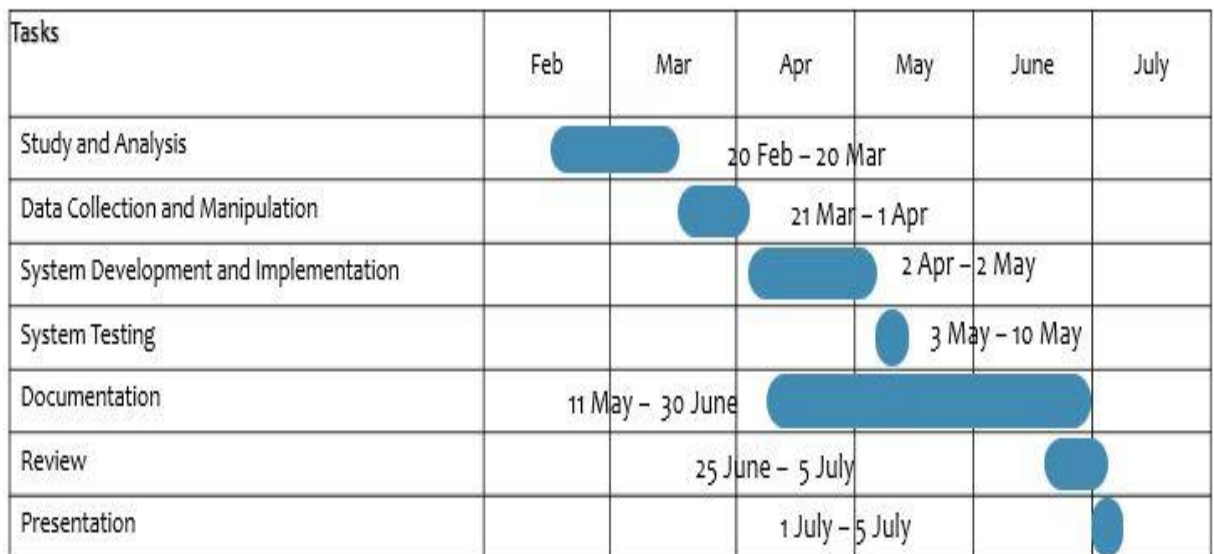 Tasks
Feb Mar Apr May June July
Study and Analysis 20 Feb – 20 Mar
Data Collection and Manipulation 21 Mar – 1 Apr
System Development and Implementation 2 Apr – 2 May
System Testing 3 May – 10 May
Documentation 11 May – 30 June
Review 25 June – 5 July
Presentation 1 July – 5 July